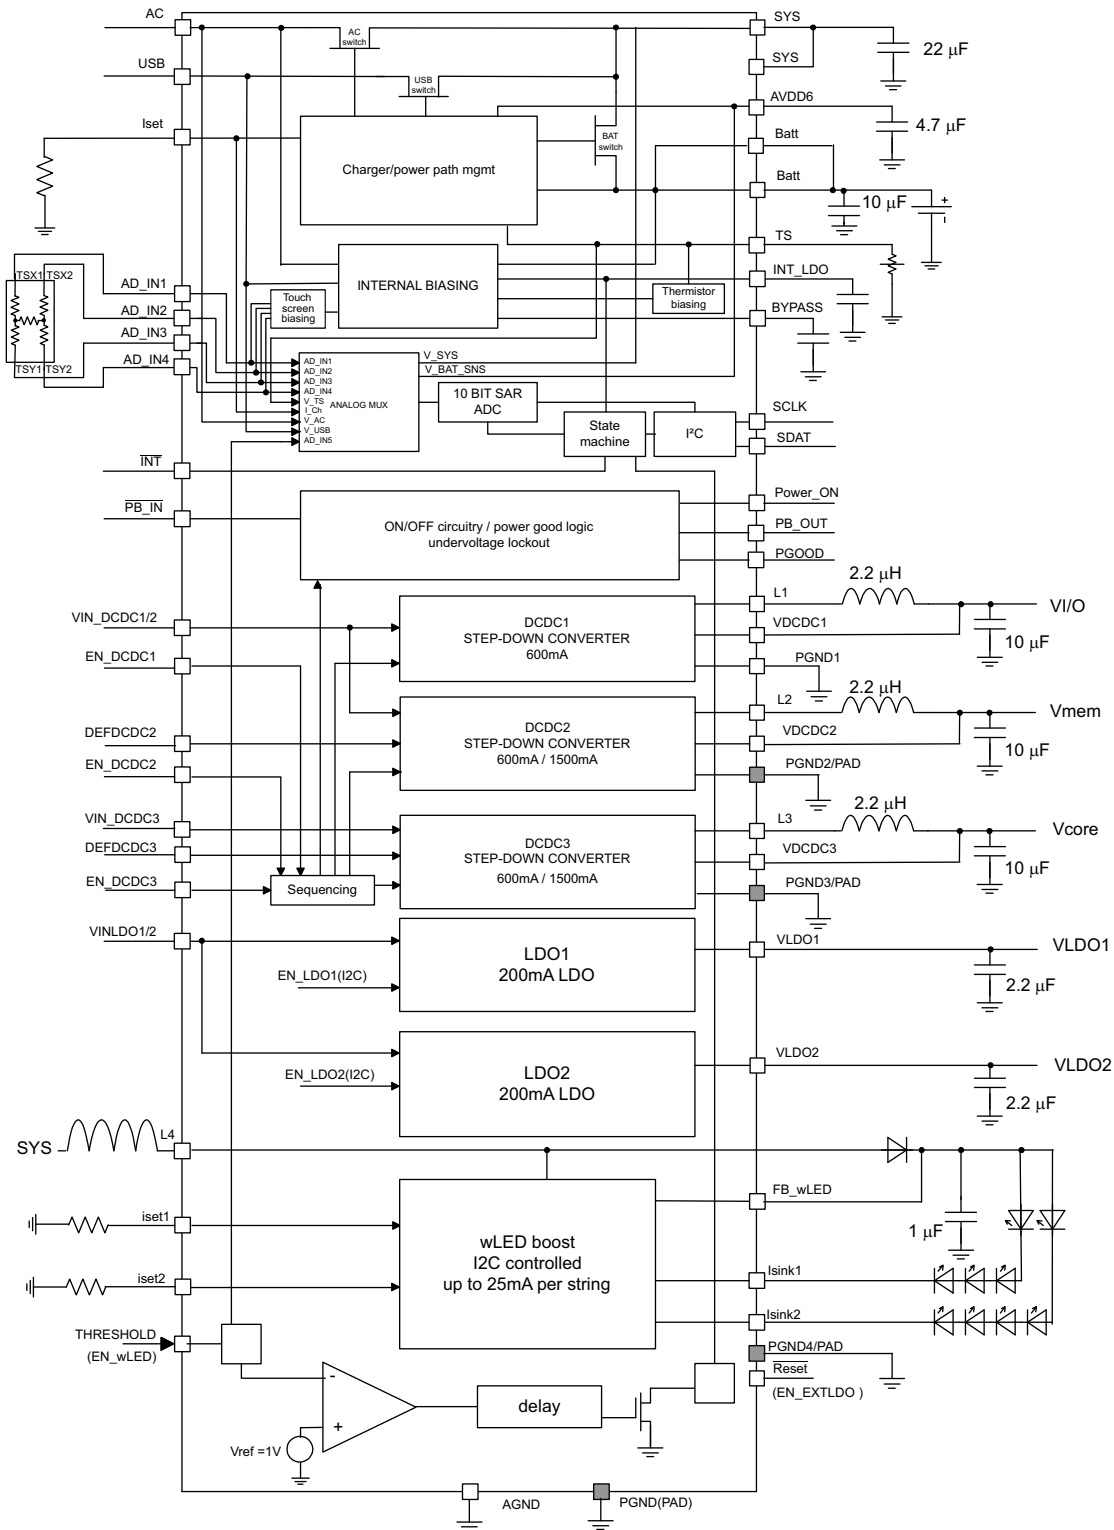 AC
AC
switch
SYS
22 μF
SYS
USB
USB
switch
AVDD6
4.7 μF
Iset
Charger/power path mgmt
BAT
switch
Batt
Batt
10 μF
+
-
TS
INTERNAL BIASING
INT_LDO
Thermistor
biasing
BYPASS
TSX1
TSX2
TSY1
TSY2
AD_IN1
AD_IN2
AD_IN3
AD_IN4
Touch
screen
biasing
AD_IN1
AD_IN2
AD_IN3
AD_IN4
V_TS
I_Ch
V_AC
V_USB
AD_IN5
ANALOG MUX
V_SYS
V_BAT_SNS
10 BIT SAR
ADC
State
machine
I²C
SCLK
SDAT
INT
PB_IN
ON/OFF circuitry / power good logic
undervoltage lockout
Power_ON
PB_OUT
PGOOD
VIN_DCDC1/2
EN_DCDC1
DCDC1
STEP-DOWN CONVERTER
600mA
L1
2.2 μH
VI/O
VDCDC1
10 μF
PGND1
DEFDCDC2
EN_DCDC2
DCDC2
STEP-DOWN CONVERTER
600mA / 1500mA
L2
2.2 μH
Vmem
VDCDC2
10 μF
PGND2/PAD
VIN_DCDC3
DEFDCDC3
EN_DCDC3
Sequencing
DCDC3
STEP-DOWN CONVERTER
600mA / 1500mA
L3
2.2 μH
Vcore
VDCDC3
10 μF
PGND3/PAD
VINLDO1/2
EN_LDO1(I2C)
LDO1
200mA LDO
VLDO1
VLDO1
2.2 μF
EN_LDO2(I2C)
LDO2
200mA LDO
VLDO2
VLDO2
2.2 μF
SYS
L4
iset1
iset2
wLED boost
I2C controlled
up to 25mA per string
FB_wLED
1 μF
Isink1
Isink2
THRESHOLD
(EN_wLED)
PGND4/PAD
Reset
(EN_EXTLDO )
-
+
Vref =1V
delay
AGND
PGND(PAD)